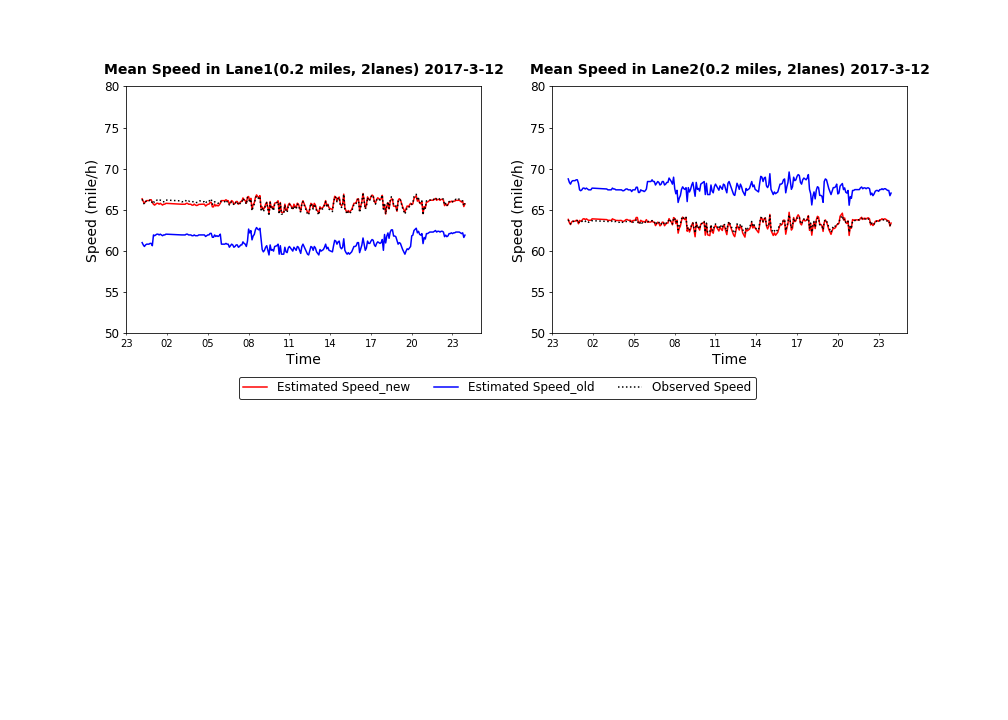 Mean Speed in Lane1(0.2 miles, 2lanes) 2017-3-12
80
75
70
65
60
55
50
Speed (mile/h)
23 02 05 08 11 14 17 20 23
Time
Mean Speed in Lane2(0.2 miles, 2lanes) 2017-3-12
80
75
70
65
60
55
50
Speed (mile/h)
23 02 05 08 11 14 17 20 23
Time
Estimated Speed_new Estimated Speed_old Observed Speed